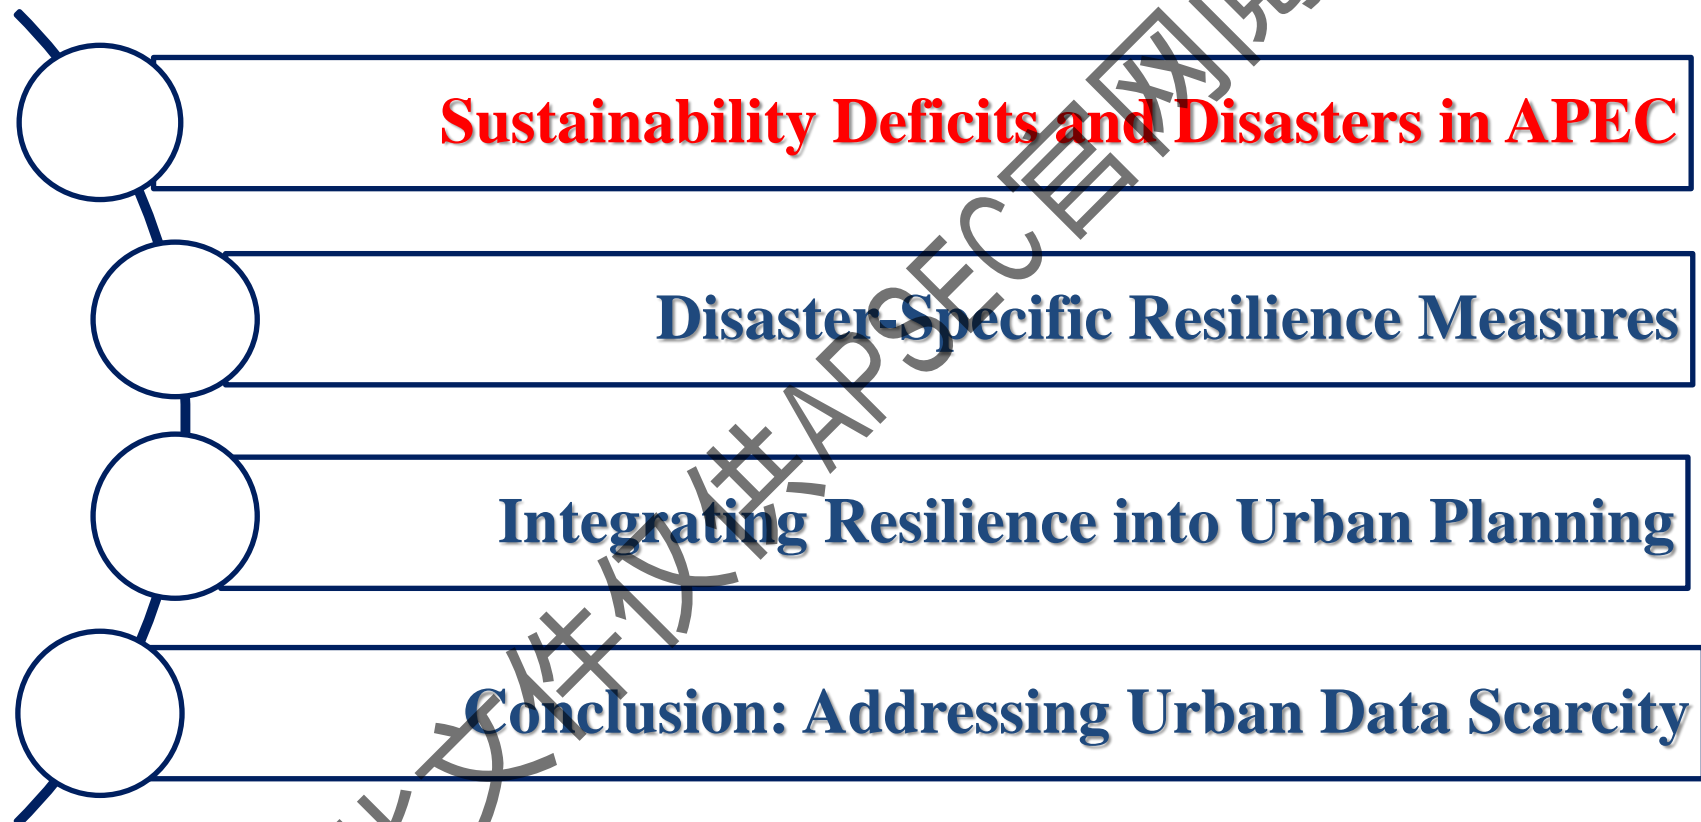 Sustainability Deficits and Disasters in APEC
Disaster-Specific Resilience Measures
Integrating Resilience into Urban Planning
Conclusion: Addressing Urban Data Scarcity
文件仅供APSEC官网